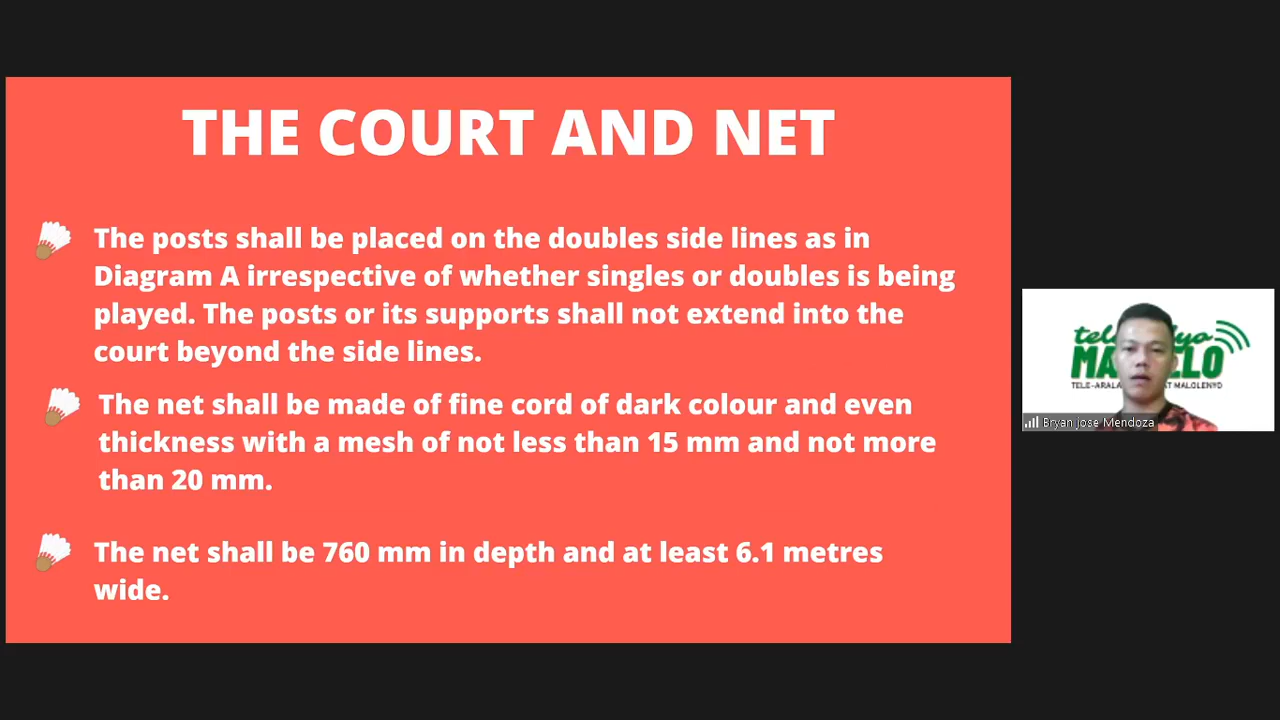 THE COURT AND NET
The posts shall be placed on the doubles side lines as in
Diagram A irrespective of whether singles or doubles is being
played. The posts or its supports shall not extend into the
court beyond the side lines.
The net shall be made of fine cord of dark colour and even
thickness with a mesh of not less than 15 mm and not more
than 20 mm.
The net shall be 760 mm in depth and at least 6.1 metres
wide.
Bryan jose Mendoza